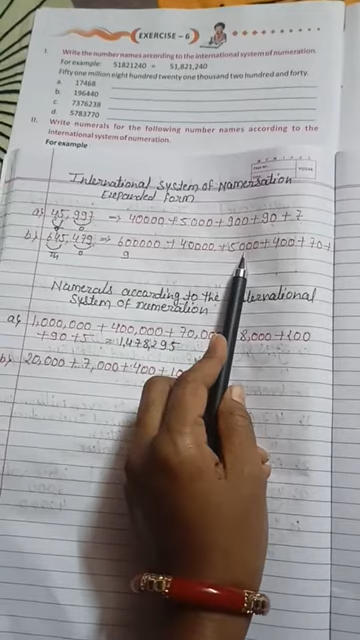 EXERCISE - 6
I. Write the number names according to the international system of numeration.
For example: 51821240 = 51,821,240
Fifty one million eight hundred twenty one thousand two hundred and forty.
a. 17468
b. 196440
c. 7376238
d. 5783770
II. Write numerals for the following number names according to the
international system of numeration.
For example
International System of Numeration
Expanded form
a) 45,997 → 40000 + 5000 + 900 + 90 + 7
b) 645,479 → 600000 + 40000 + 5000 + 400 + 70 +
9
Numerals according to the International
System of numeration
a) 1,000,000 + 400,000 + 70,00 8,000 + 100
+ 90 + 5 = 1,478,295
b) 20,000 + 7,000 + 400 + 10